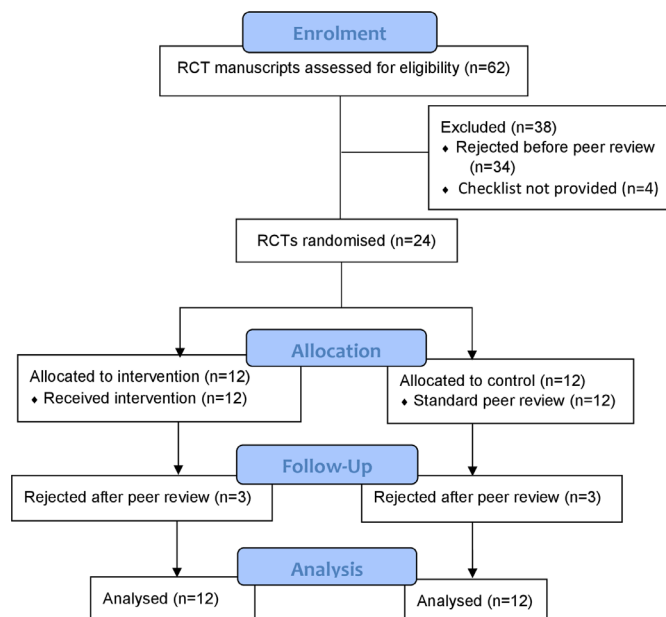 Enrolment
RCT manuscripts assessed for eligibility (n=62)
Excluded (n=38)
♦ Rejected before peer review
(n=34)
♦ Checklist not provided (n=4)
RCTs randomised (n=24)
Allocation
Allocated to intervention (n=12)
♦ Received intervention (n=12)
Allocated to control (n=12)
♦ Standard peer review (n=12)
Follow-Up
Rejected after peer review (n=3)
Rejected after peer review (n=3)
Analysis
Analysed (n=12)
Analysed (n=12)